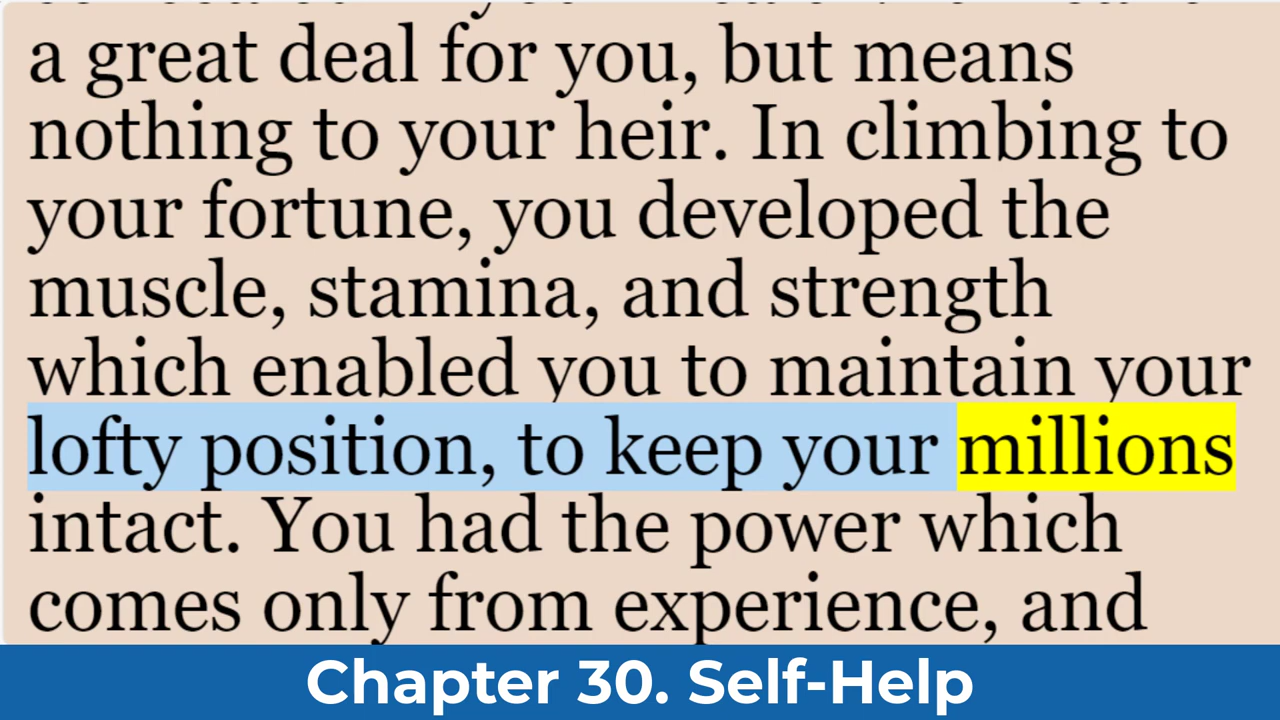 a great deal for you, but means
nothing to your heir. In climbing to
your fortune, you developed the
muscle, stamina, and strength
which enabled you to maintain your
lofty position, to keep your millions
intact. You had the power which
comes only from experience, and
Chapter 30. Self-Help